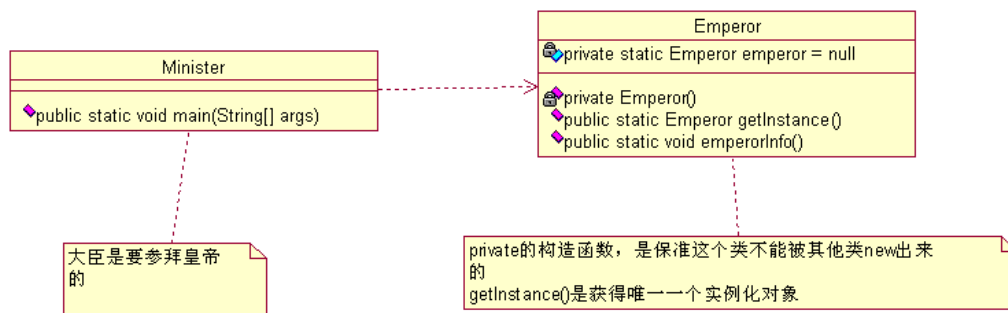 Minister
public static void main(String[] args)
Emperor
private static Emperor emperor = null
private Emperor()
public static Emperor getInstance()
public static void emperorInfo()
大臣是要参拜皇帝
的
private的构造函数，是保准这个类不能被其他类new出来
的
getInstance()是获得唯一一个实例化对象